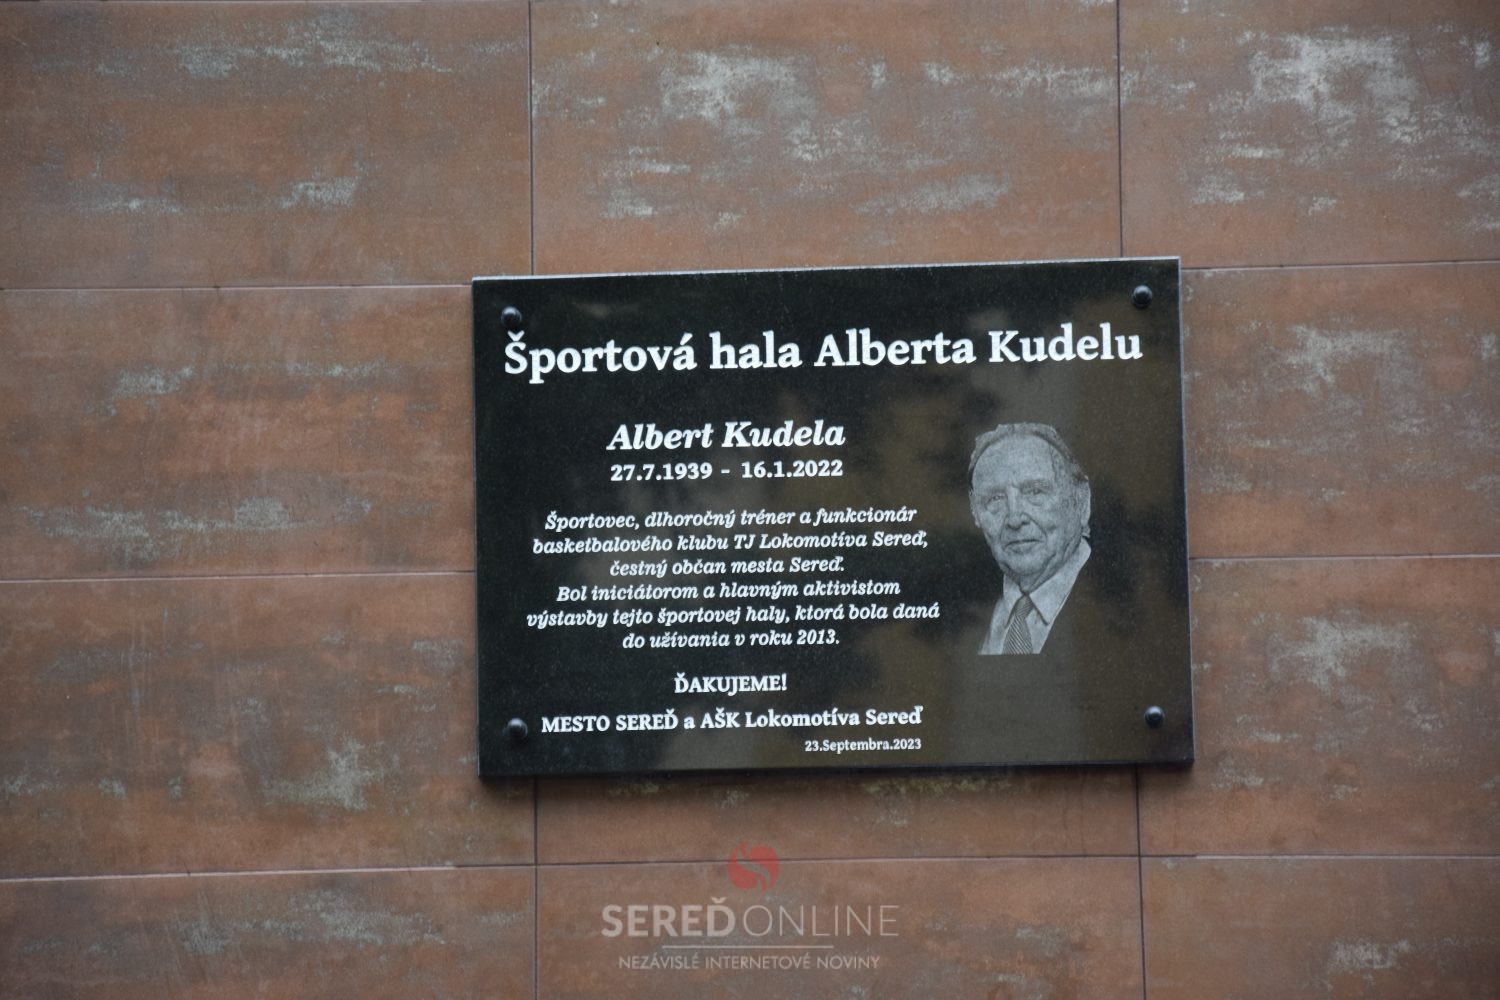 Športová hala Alberta Kudelu
Albert Kudela
27.7.1939 - 16.1.2022
Športovec, dlhoročný tréner a funkcionár
basketbalového klubu TJ Lokomotíva Sereď,
čestný občan mesta Sereď.
Bol iniciátorom a hlavným aktivistom
výstavby tejto športovej haly, ktorá bola daná
do užívania v roku 2013.
ĎAKUJEME!
MESTO SEREĎ a AŠK Lokomotíva Sereď
23.Septembra.2023
SEREĎONLINE
NEZÁVISLÉ INTERNETOVÉ NOVINY